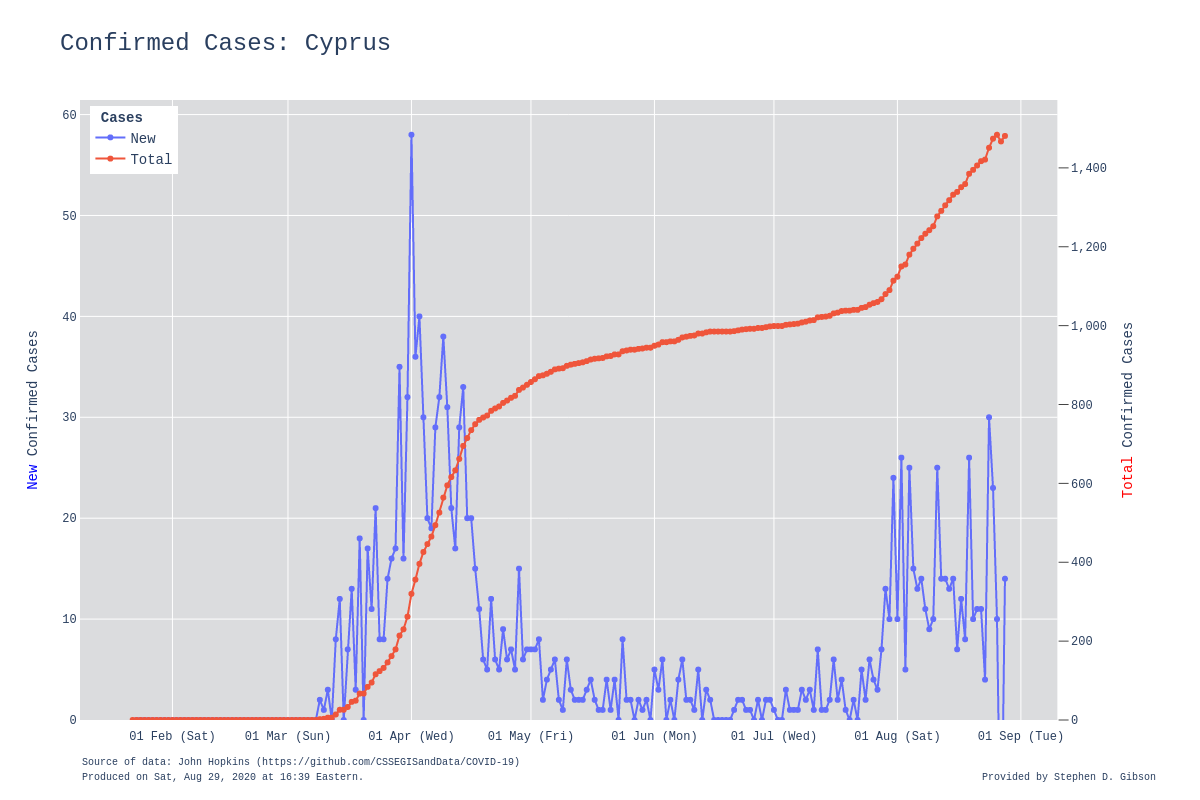 Confirmed Cases: Cyprus
Cases
New
Total
60
50
40
30
20
10
0
New Confirmed Cases
1,400
1,200
1,000
800
600
400
200
0
Total Confirmed Cases
01 Feb (Sat)
01 Mar (Sun)
01 Apr (Wed)
01 May (Fri)
01 Jun (Mon)
01 Jul (Wed)
01 Aug (Sat)
01 Sep (Tue)
Source of data: John Hopkins (https://github.com/CSSEGISandData/COVID-19)
Produced on Sat, Aug 29, 2020 at 16:39 Eastern.
Provided by Stephen D. Gibson